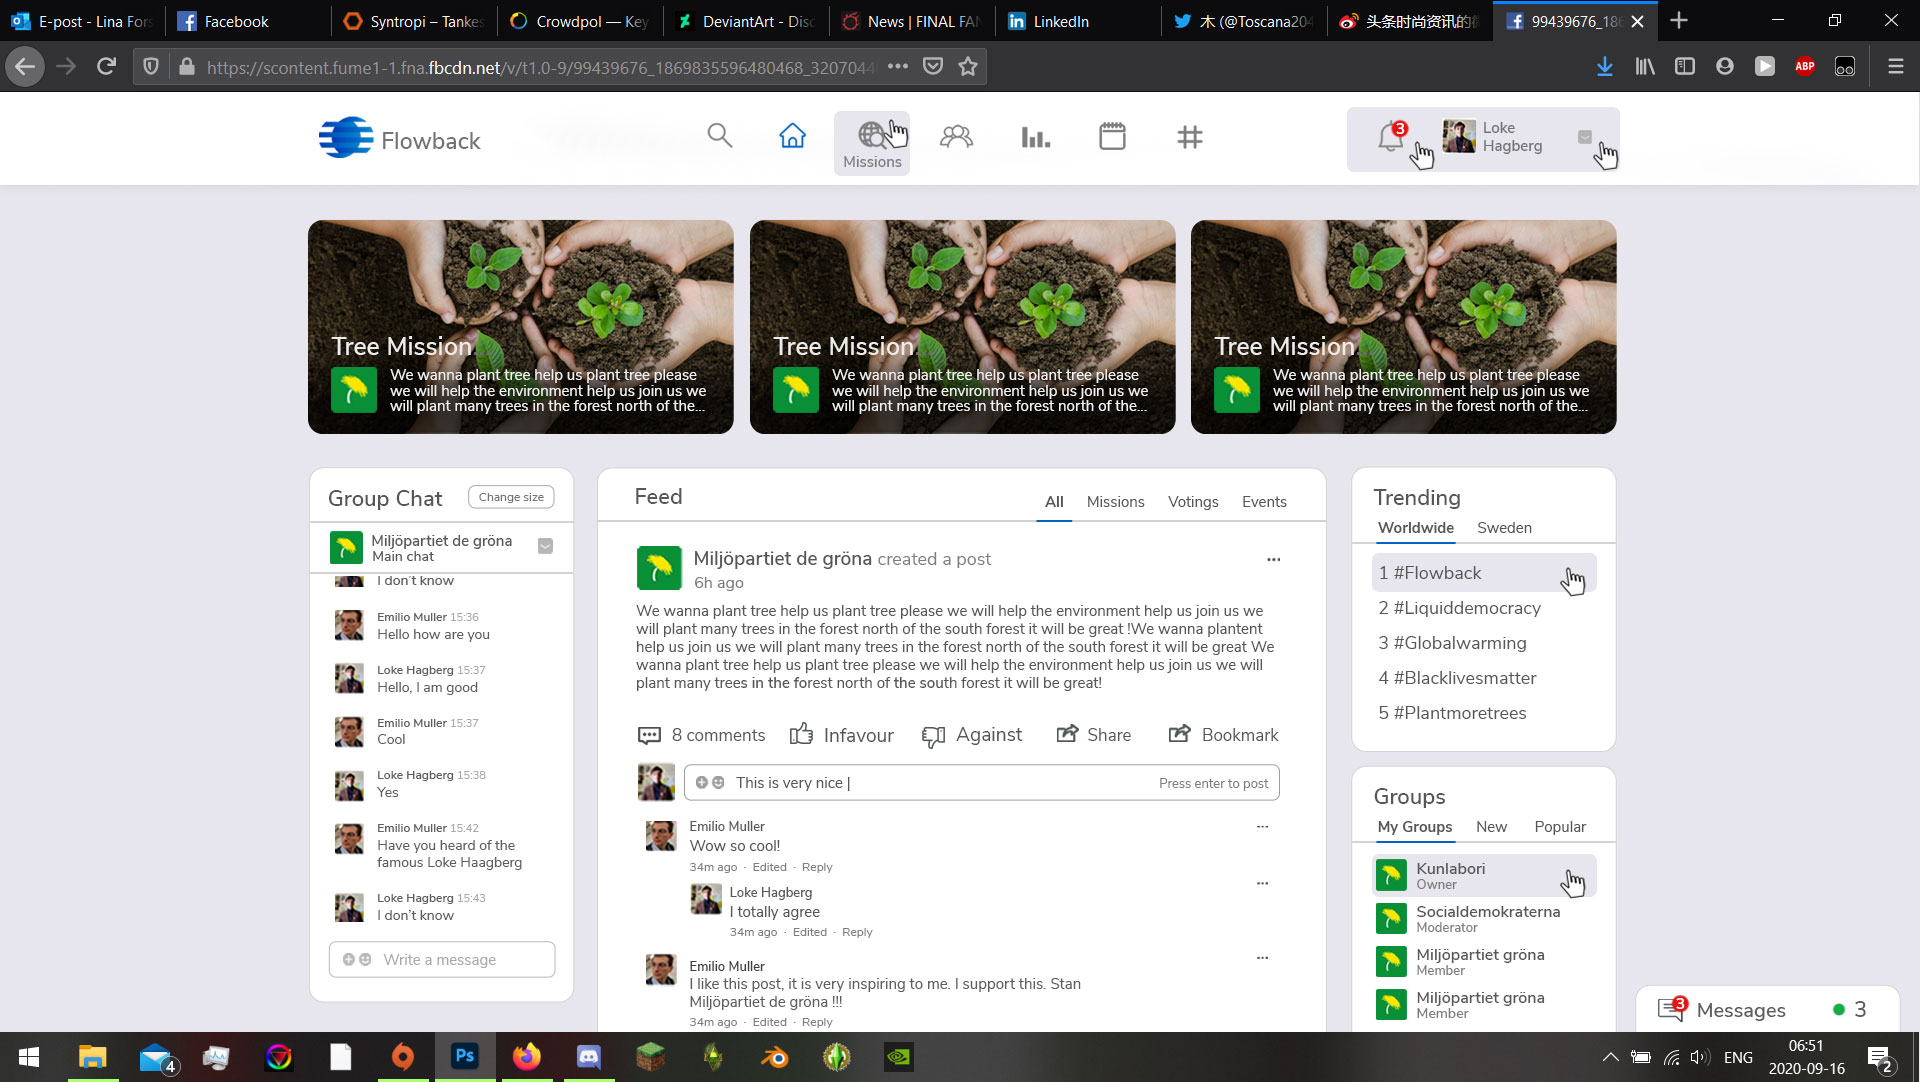 E-post - Lina Fors
Facebook
Syntropi – Tankes
Crowdpol — Key
DeviantArt - Disc
News | FINAL FAN
LinkedIn
木 (@Toscana204
头条时尚资讯的微
99439676_186
https://scontent.fume1-1.fna.fbcdn.net/v/t1.0-9/99439676_1869835596480468_3207044
ABP
Flowback
Missions
3
Loke
Hagberg
Tree Mission
We wanna plant tree help us plant tree please
we will help the environment help us join us we
will plant many trees in the forest north of the...
Tree Mission
We wanna plant tree help us plant tree please
we will help the environment help us join us we
will plant many trees in the forest north of the...
Tree Mission
We wanna plant tree help us plant tree please
we will help the environment help us join us we
will plant many trees in the forest north of the...
Group Chat
Change size
Miljöpartiet de gröna
Main chat
I don't know
Emilio Muller 15:36
Hello how are you
Loke Hagberg 15:37
Hello, I am good
Emilio Muller 15:37
Cool
Loke Hagberg 15:38
Yes
Emilio Muller 15:42
Have you heard of the
famous Loke Haagberg
Loke Hagberg 15:43
I don't know
Write a message
Feed
All Missions Votings Events
Miljöpartiet de gröna created a post
6h ago
We wanna plant tree help us plant tree please we will help the environment help us join us we
will plant many trees in the forest north of the south forest it will be great !We wanna plantent
help us join us we will plant many trees in the forest north of the south forest it will be great We
wanna plant tree help us plant tree please we will help the environment help us join us we will
plant many trees in the forest north of the south forest it will be great!
8 comments Infavour Against Share Bookmark
This is very nice |
Press enter to post
Emilio Muller
Wow so cool!
34m ago · Edited · Reply
Loke Hagberg
I totally agree
34m ago · Edited · Reply
Emilio Muller
I like this post, it is very inspiring to me. I support this. Stan
Miljöpartiet de gröna !!!
34m ago · Edited · Reply
Trending
Worldwide Sweden
1 #Flowback
2 #Liquiddemocracy
3 #Globalwarming
4 #Blacklivesmatter
5 #Plantmoretrees
Groups
My Groups New Popular
Kunlabori
Owner
Socialdemokraterna
Moderator
Miljöpartiet gröna
Member
Miljöpartiet gröna
Member
3
Messages
3
4
Ps
ENG
06:51
2020-09-16
2